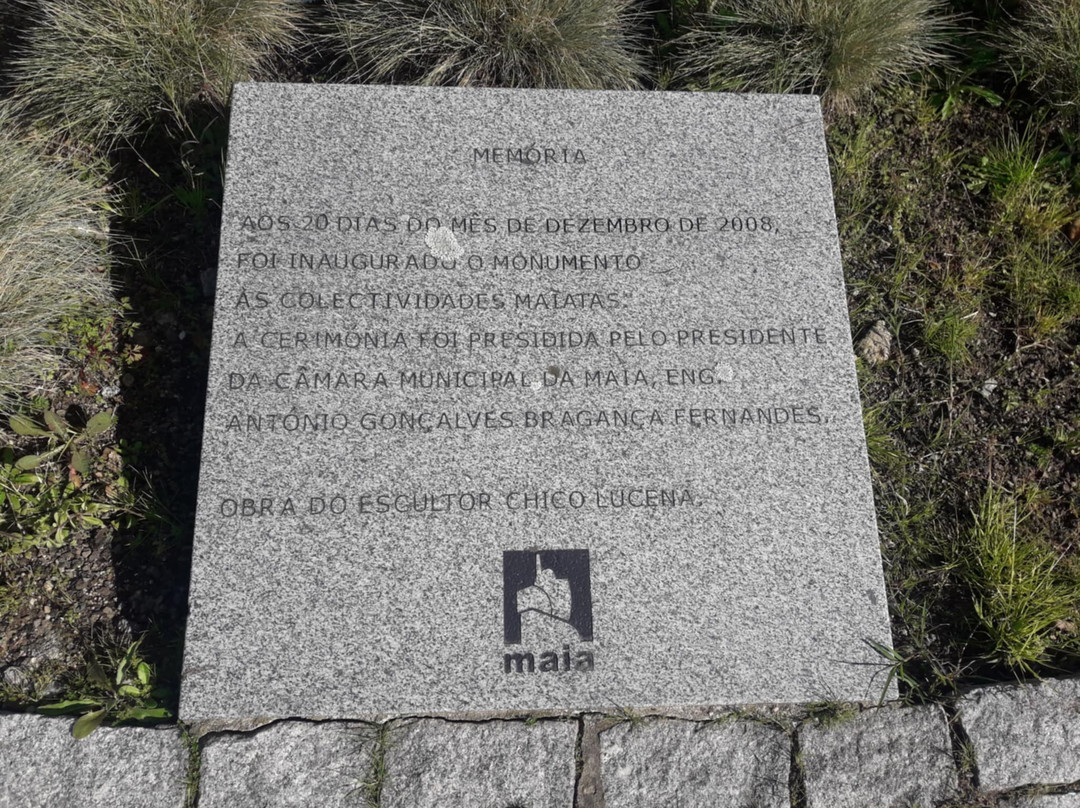 MEMÓRIA
AOS 20 DIAS DO MÊS DE DEZEMBRO DE 2008,
FOI INAUGURADO O MONUMENTO
ÀS COLECTIVIDADES MAIATAS.
A CERIMÓNIA FOI PRESIDIDA PELO PRESIDENTE
DA CÂMARA MUNICIPAL DA MAIA, ENG.
ANTÓNIO GONÇALVES BRAGANÇA FERNANDES.
OBRA DO ESCULTOR CHICO LUCENA.
maia